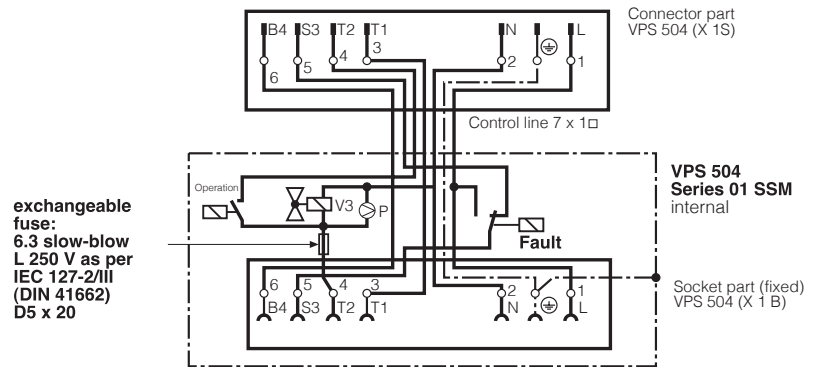 Connector part
VPS 504 (X 1S)
B4 S3 T2 T1 N L
6 5 4 3 2 1
Control line 7 x 1□
VPS 504
Series 01 SSM
internal
Operation
V3
P
Fault
exchangeable
fuse:
6.3 slow-blow
L 250 V as per
IEC 127-2/III
(DIN 41662)
D5 x 20
6 5 4 3 2 1
B4 S3 T2 T1 N L
Socket part (fixed)
VPS 504 (X 1 B)